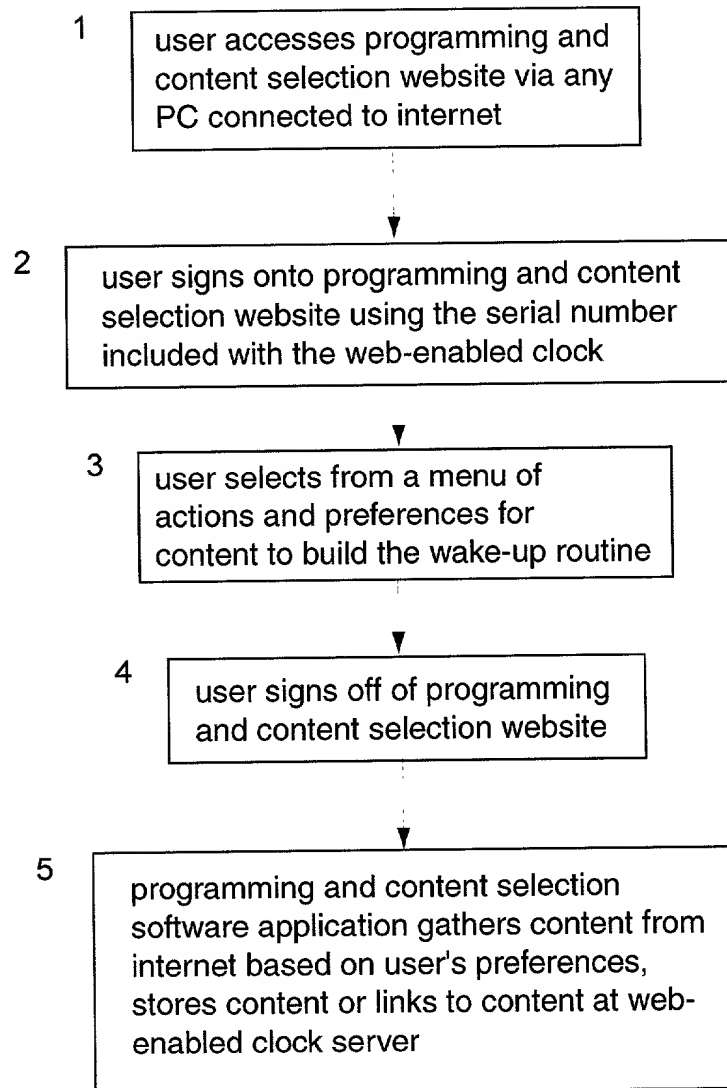 1
user accesses programming and
content selection website via any
PC connected to internet
2
user signs onto programming and content
selection website using the serial number
included with the web-enabled clock
3
user selects from a menu of
actions and preferences for
content to build the wake-up routine
4
user signs off of programming
and content selection website
5
programming and content selection
software application gathers content from
internet based on user's preferences,
stores content or links to content at web-
enabled clock server